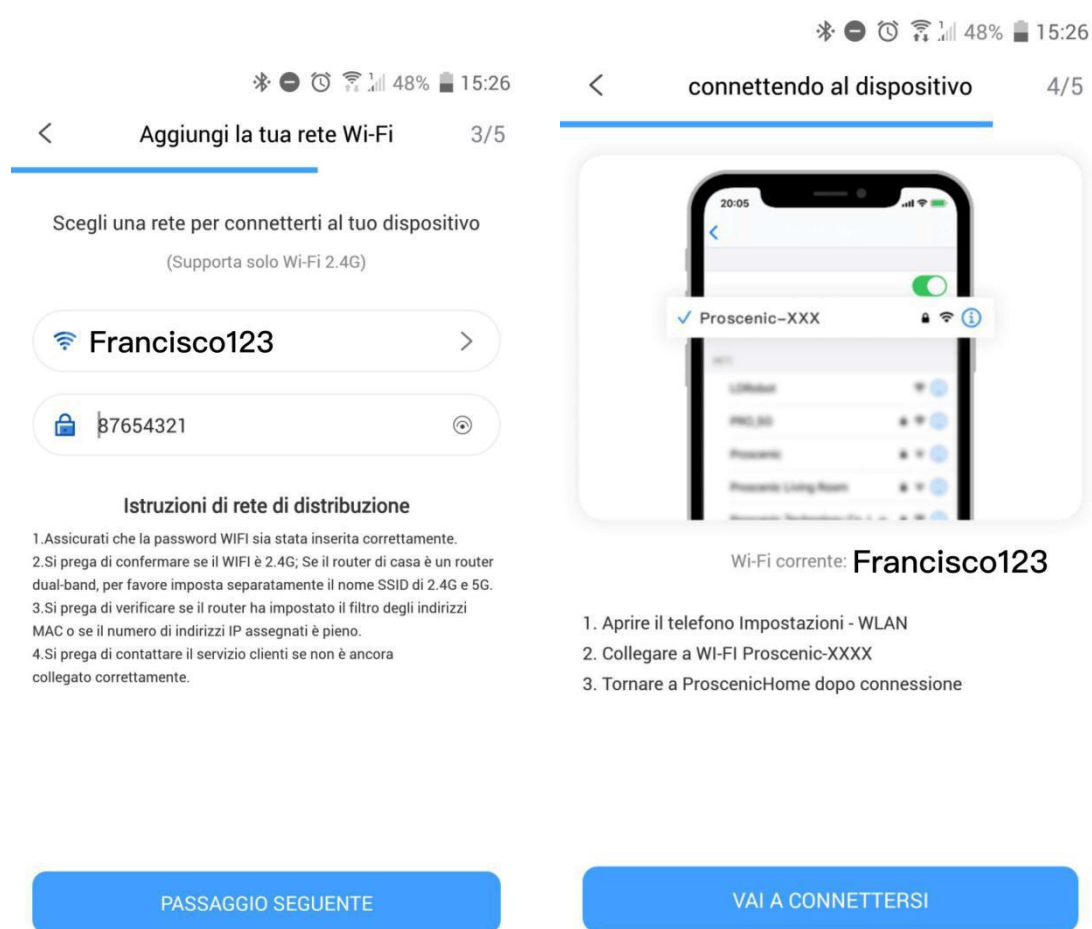 48% 15:26
Aggiungi la tua rete Wi-Fi 3/5
Scegli una rete per connetterti al tuo dispositivo
(Supporta solo Wi-Fi 2.4G)
Francisco123
87654321
Istruzioni di rete di distribuzione
1.Assicurati che la password WIFI sia stata inserita correttamente.
2.Si prega di confermare se il WIFI è 2.4G; Se il router di casa è un router
dual-band, per favore imposta separatamente il nome SSID di 2.4G e 5G.
3.Si prega di verificare se il router ha impostato il filtro degli indirizzi
MAC o se il numero di indirizzi IP assegnati è pieno.
4.Si prega di contattare il servizio clienti se non è ancora
collegato correttamente.
PASSAGGIO SEGUENTE
48% 15:26
connettendo al dispositivo 4/5
20:05
Proscenic-XXX
Proscenic
Proscenic Living Room
Wi-Fi corrente: Francisco123
1. Aprire il telefono Impostazioni - WLAN
2. Collegare a WI-FI Proscenic-XXXX
3. Tornare a ProscenicHome dopo connessione
VAI A CONNETTERSI